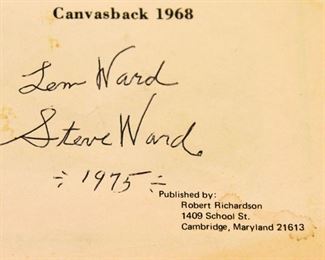 Canvasback 1968
Lem Ward
Steve Ward.
÷ 1975 ÷
Published by:
Robert Richardson
1409 School St.
Cambridge, Maryland 21613